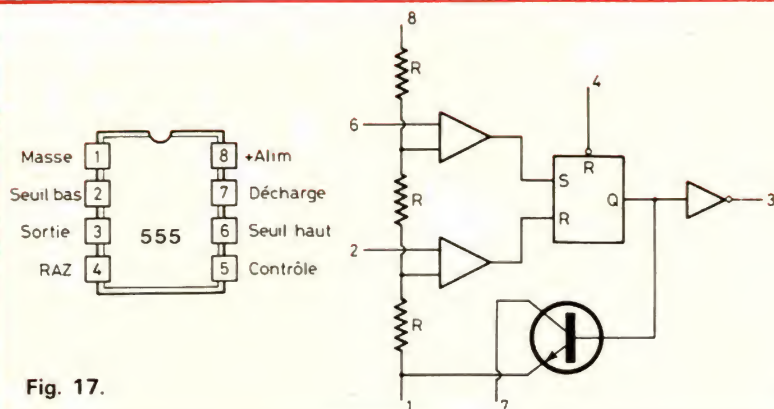 Masse 1
8 +Alim
Seuil bas 2
7 Décharge
Sortie 3
6 Seuil haut
RAZ 4
5 Contrôle
555
8
R
6
R
2
R
4
R
S
R
Q
3
1
7
Fig. 17.